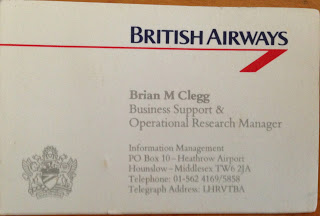 BRITISH AIRWAYS
Brian M Clegg
Business Support &
Operational Research Manager
Information Management
PO Box 10 – Heathrow Airport
Hounslow – Middlesex TW6 2JA
Telephone: 01-562 4169/5858
Telegraph Address: LHRVTBA